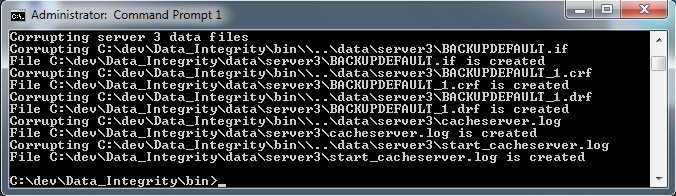 Administrator: Command Prompt 1
Corrupting server 3 data files
Corrupting C:\dev\Data_Integrity\bin\\..\data\server3\BACKUPDEFAULT.if
File C:\dev\Data_Integrity\data\server3\BACKUPDEFAULT.if is created
Corrupting C:\dev\Data_Integrity\bin\\..\data\server3\BACKUPDEFAULT_1.crf
File C:\dev\Data_Integrity\data\server3\BACKUPDEFAULT_1.crf is created
Corrupting C:\dev\Data_Integrity\bin\\..\data\server3\BACKUPDEFAULT_1.drf
File C:\dev\Data_Integrity\data\server3\BACKUPDEFAULT_1.drf is created
Corrupting C:\dev\Data_Integrity\bin\\..\data\server3\cacheserver.log
File C:\dev\Data_Integrity\data\server3\cacheserver.log is created
Corrupting C:\dev\Data_Integrity\bin\\..\data\server3\start_cacheserver.log
File C:\dev\Data_Integrity\data\server3\start_cacheserver.log is created
C:\dev\Data_Integrity\bin>_